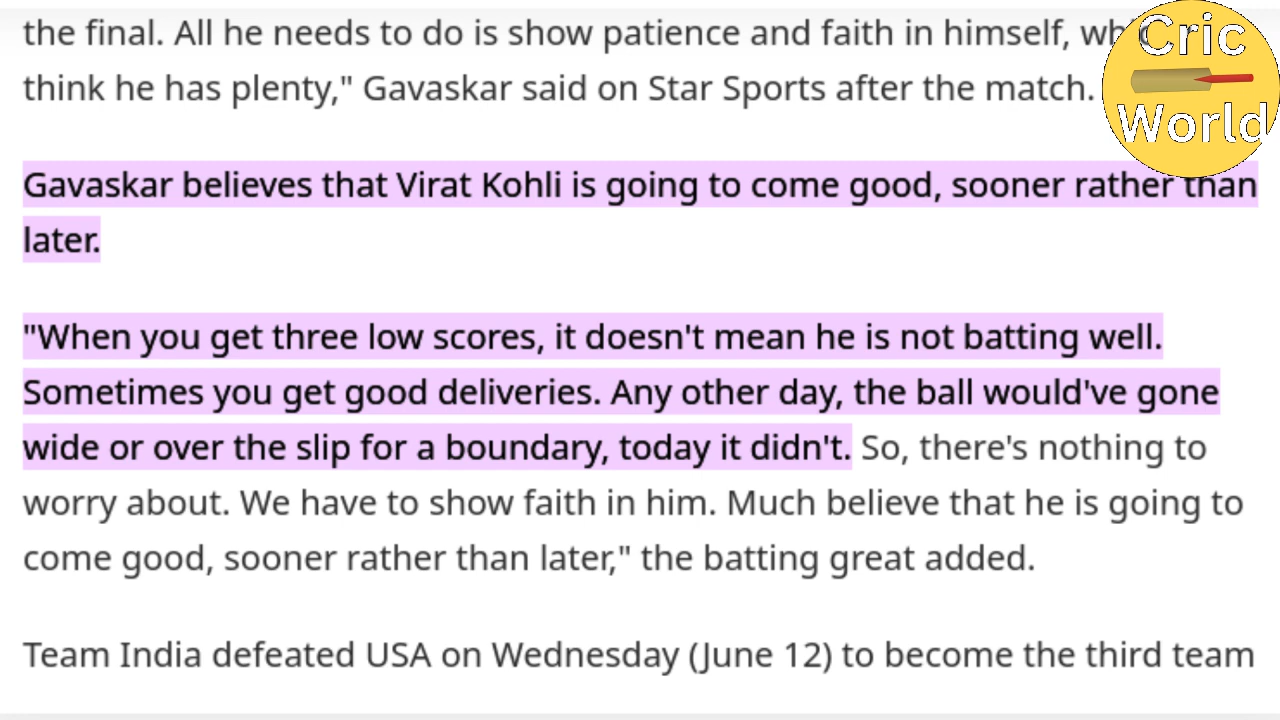 the final. All he needs to do is show patience and faith in himself,
think he has plenty," Gavaskar said on Star Sports after the match.
Cric
World
Gavaskar believes that Virat Kohli is going to come good, sooner rather than
later.
"When you get three low scores, it doesn't mean he is not batting well.
Sometimes you get good deliveries. Any other day, the ball would've gone
wide or over the slip for a boundary, today it didn't. So, there's nothing to
worry about. We have to show faith in him. Much believe that he is going to
come good, sooner rather than later," the batting great added.
Team India defeated USA on Wednesday (June 12) to become the third team